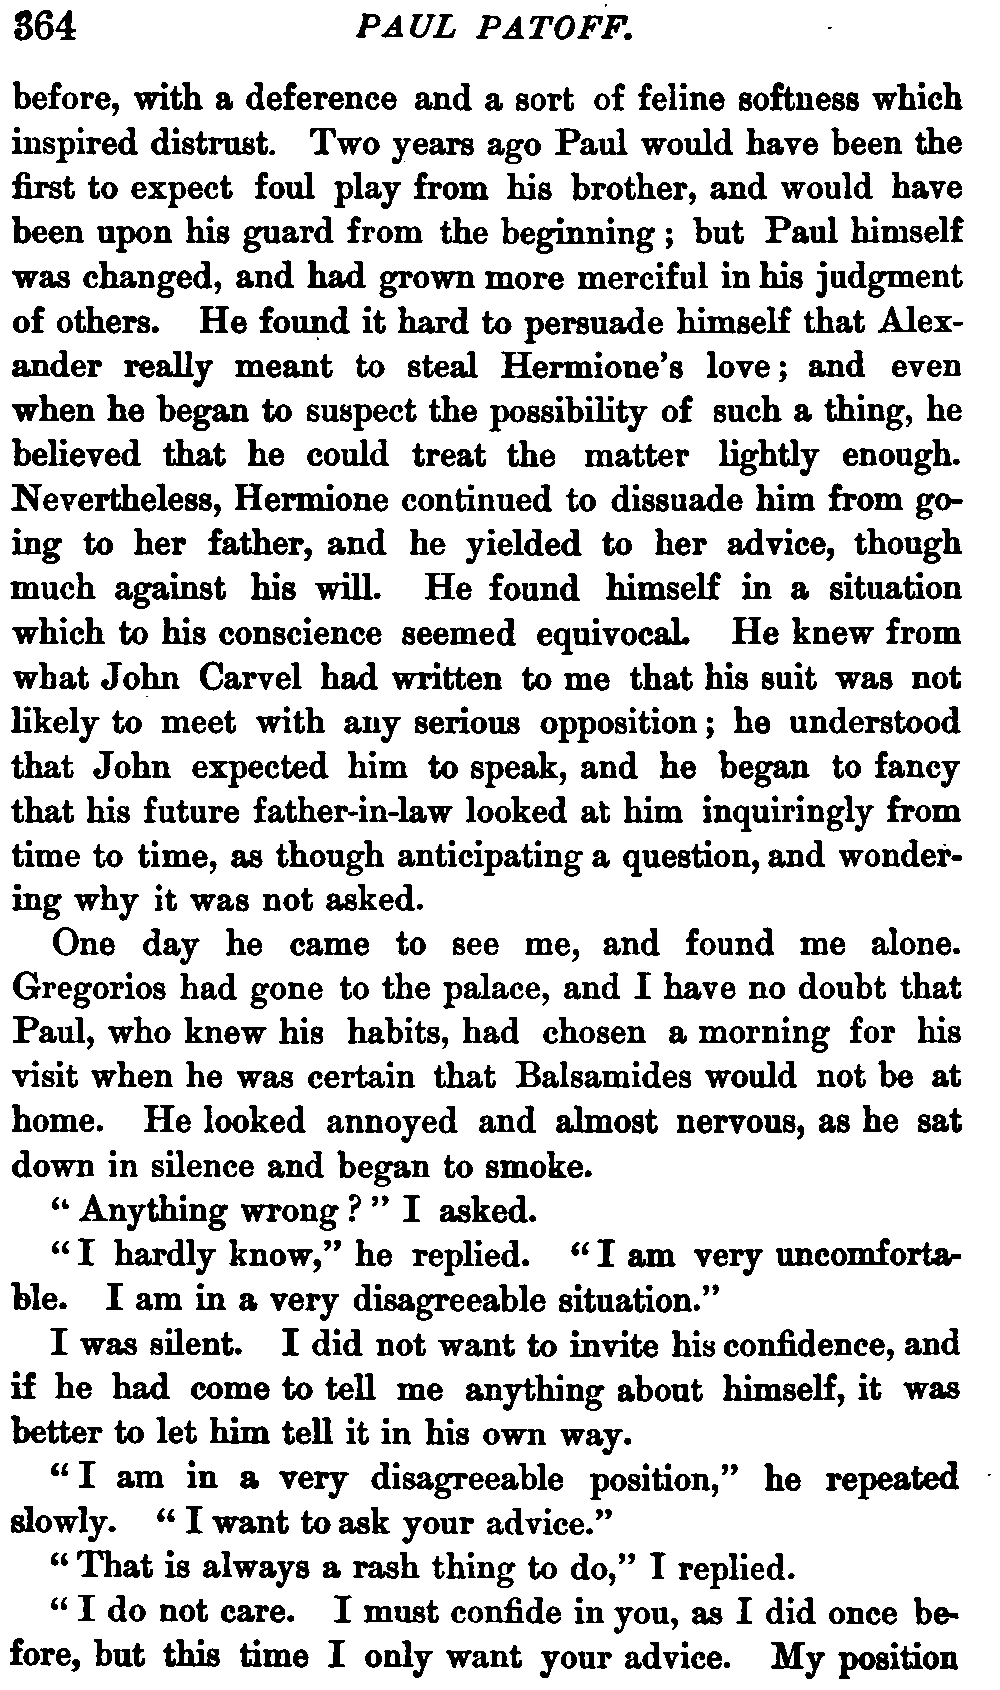 364 PAUL PATOFF.
before, with a deference and a sort of feline softness which
inspired distrust. Two years ago Paul would have been the
first to expect foul play from his brother, and would have
been upon his guard from the beginning; but Paul himself
was changed, and had grown more merciful in his judgment
of others. He found it hard to persuade himself that Alex-
ander really meant to steal Hermione's love; and even
when he began to suspect the possibility of such a thing, he
believed that he could treat the matter lightly enough.
Nevertheless, Hermione continued to dissuade him from go-
ing to her father, and he yielded to her advice, though
much against his will. He found himself in a situation
which to his conscience seemed equivocal. He knew from
what John Carvel had written to me that his suit was not
likely to meet with any serious opposition; he understood
that John expected him to speak, and he began to fancy
that his future father-in-law looked at him inquiringly from
time to time, as though anticipating a question, and wonder-
ing why it was not asked.
One day he came to see me, and found me alone.
Gregorios had gone to the palace, and I have no doubt that
Paul, who knew his habits, had chosen a morning for his
visit when he was certain that Balsamides would not be at
home. He looked annoyed and almost nervous, as he sat
down in silence and began to smoke.
"Anything wrong?" I asked.
"I hardly know," he replied. "I am very uncomforta-
ble. I am in a very disagreeable situation."
I was silent. I did not want to invite his confidence, and
if he had come to tell me anything about himself, it was
better to let him tell it in his own way.
"I am in a very disagreeable position," he repeated
slowly. "I want to ask your advice."
"That is always a rash thing to do," I replied.
"I do not care. I must confide in you, as I did once be-
fore, but this time I only want your advice. My position